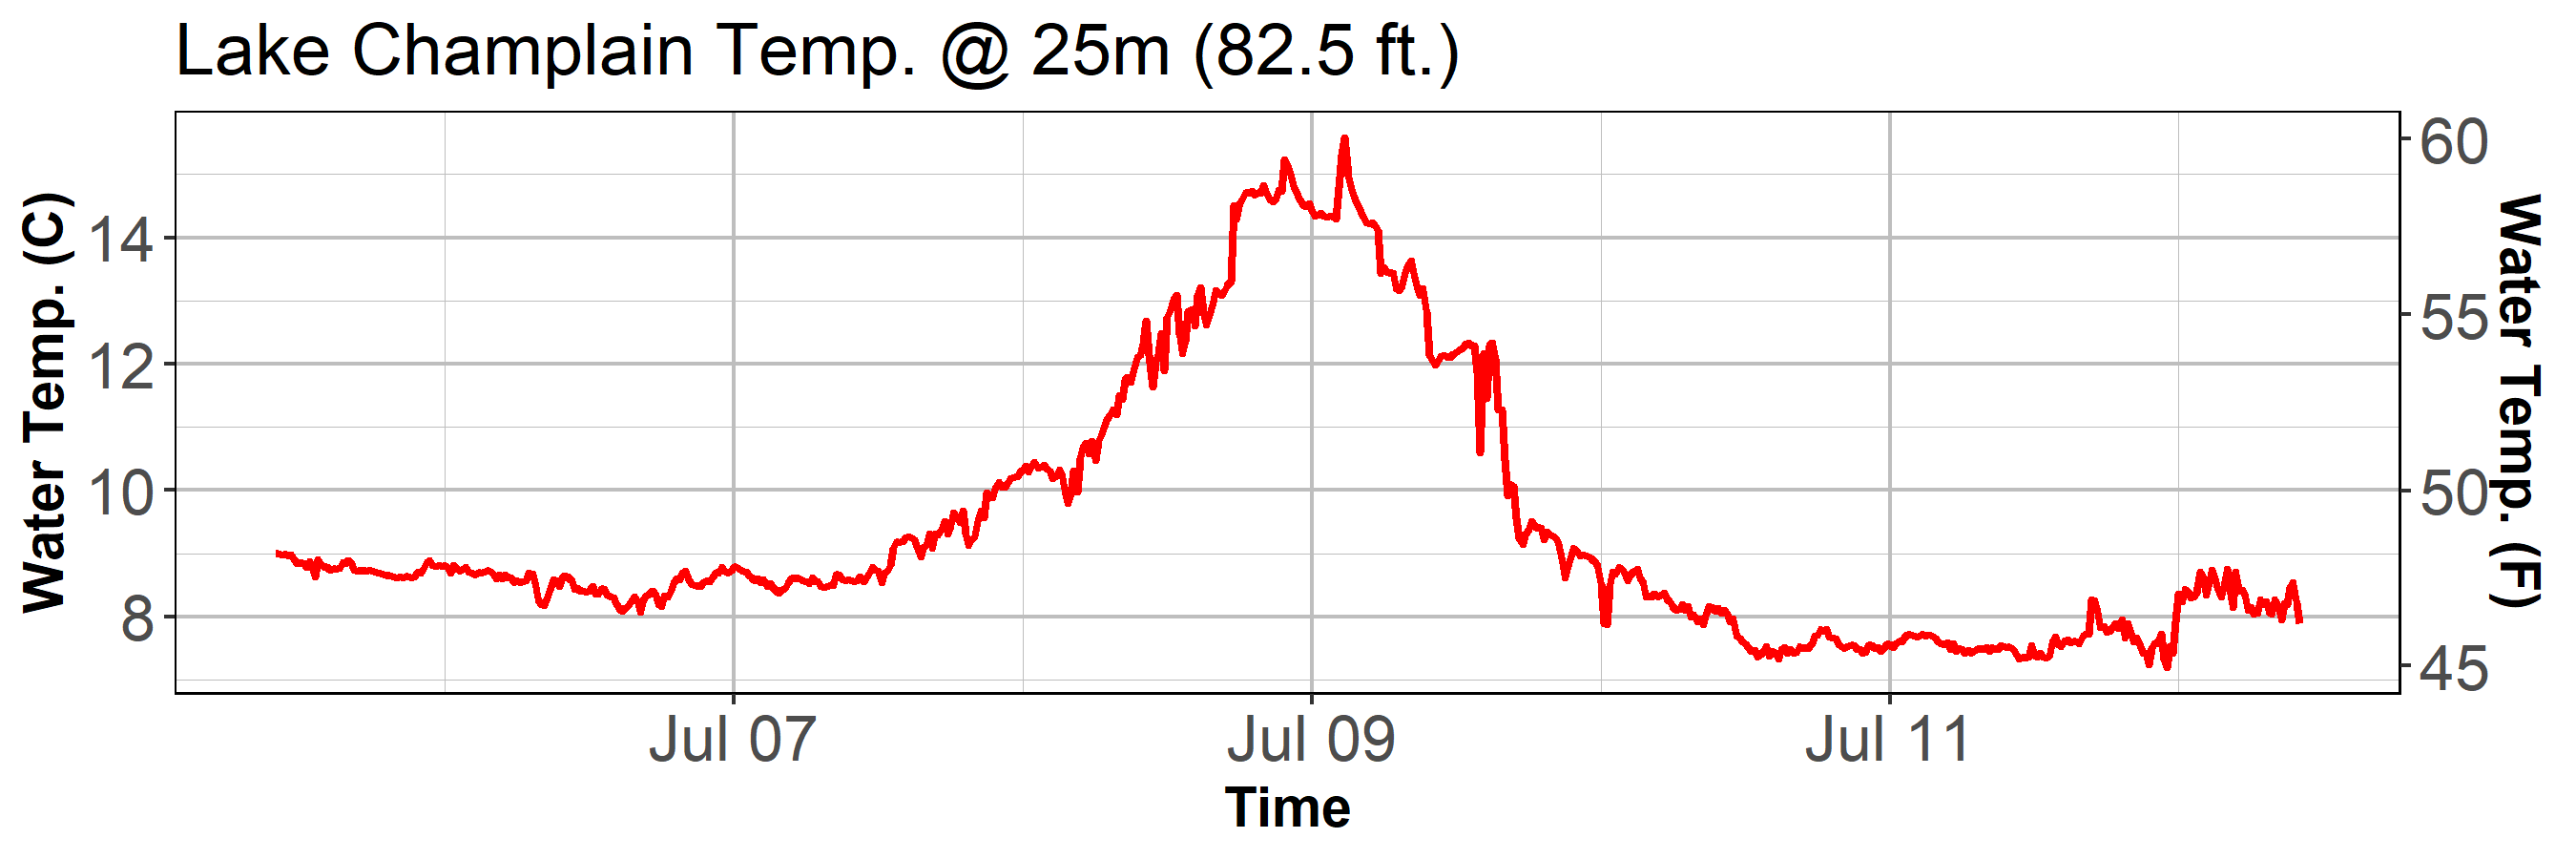 Lake Champlain Temp. @ 25m (82.5 ft.)
Water Temp. (C)
14
12
10
8
60
55
50
45
Water Temp. (F)
Jul 07
Jul 09
Jul 11
Time